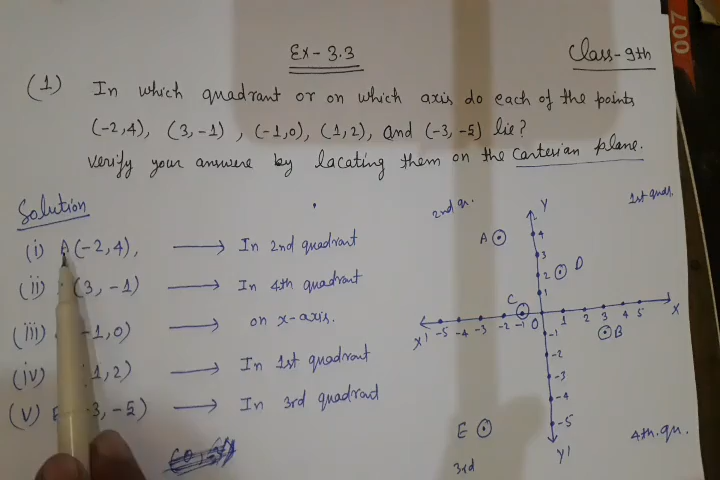 007
Ex- 3.3
Class-9th
(1) In which quadrant or on which axis do each of the points
(-2,4), (3,-1), (-1,0), (1,2), and (-3,-5) lie?
verify your answere by lacating them on the Cartesian plane.
Solution
(i) A(-2,4), → In 2nd quadrant
(ii) (3, -1) → In 4th quadrant
(iii) -1,0) → on x-axis.
(iv) 1,2) → In 1st quadrant
(v) E -3, -5) → In 3rd quadrant
2nd qu.
Y
1st quad.
4
A
3
2
D
1
C
X' -5 -4 -3 -2 -1 0 1 2 3 4 5 X
-1
B
-2
-3
-4
-5
E
Y'
3rd
4th. qu.